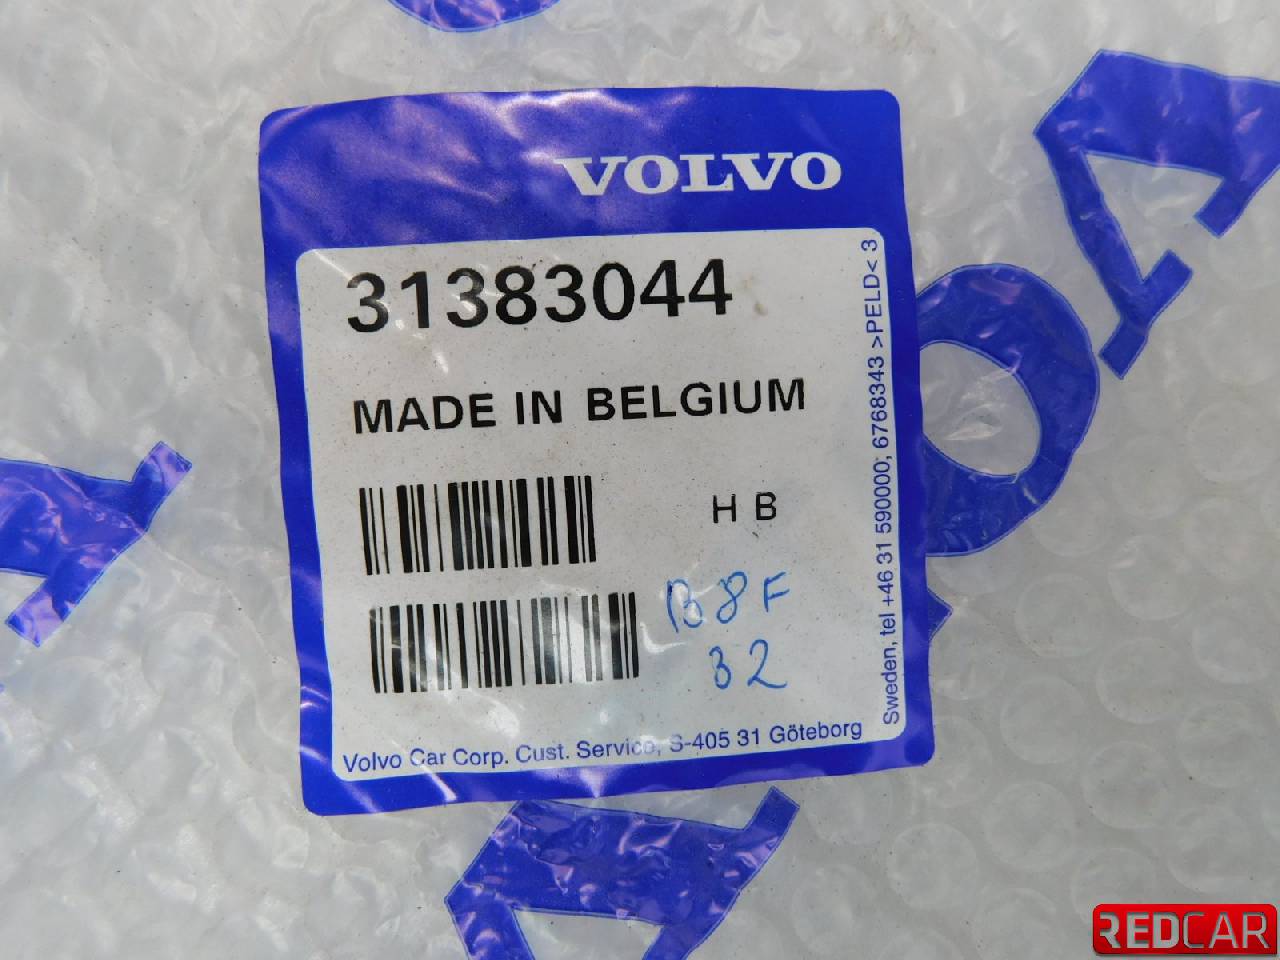 VOLVO
31383044
MADE IN BELGIUM
H B
B8F
32
Volvo Car Corp. Cust. Service, S-405 31 Göteborg
Sweden, tel +46 31 590000; 6768343 >PELD< 3
REDCAR